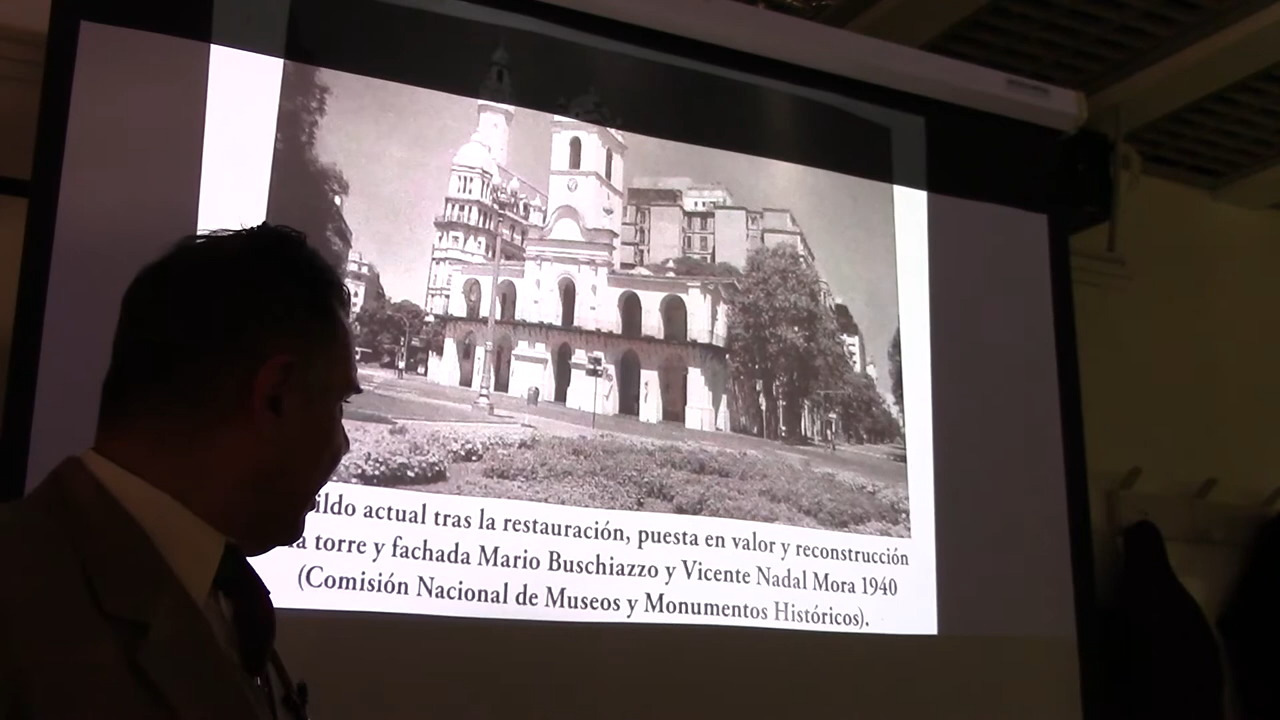 ildo actual tras la restauración, puesta en valor y reconstrucción
la torre y fachada Mario Buschiazzo y Vicente Nadal Mora 1940
(Comisión Nacional de Museos y Monumentos Históricos).